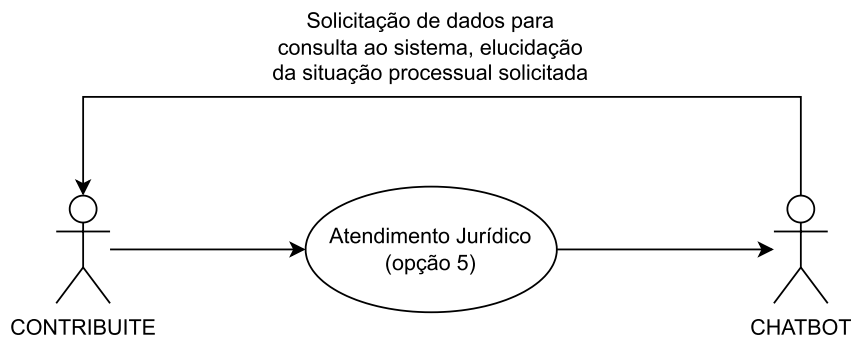 Solicitação de dados para
consulta ao sistema, elucidação
da situação processual solicitada
Atendimento Jurídico
(opção 5)
CONTRIBUITE
CHATBOT